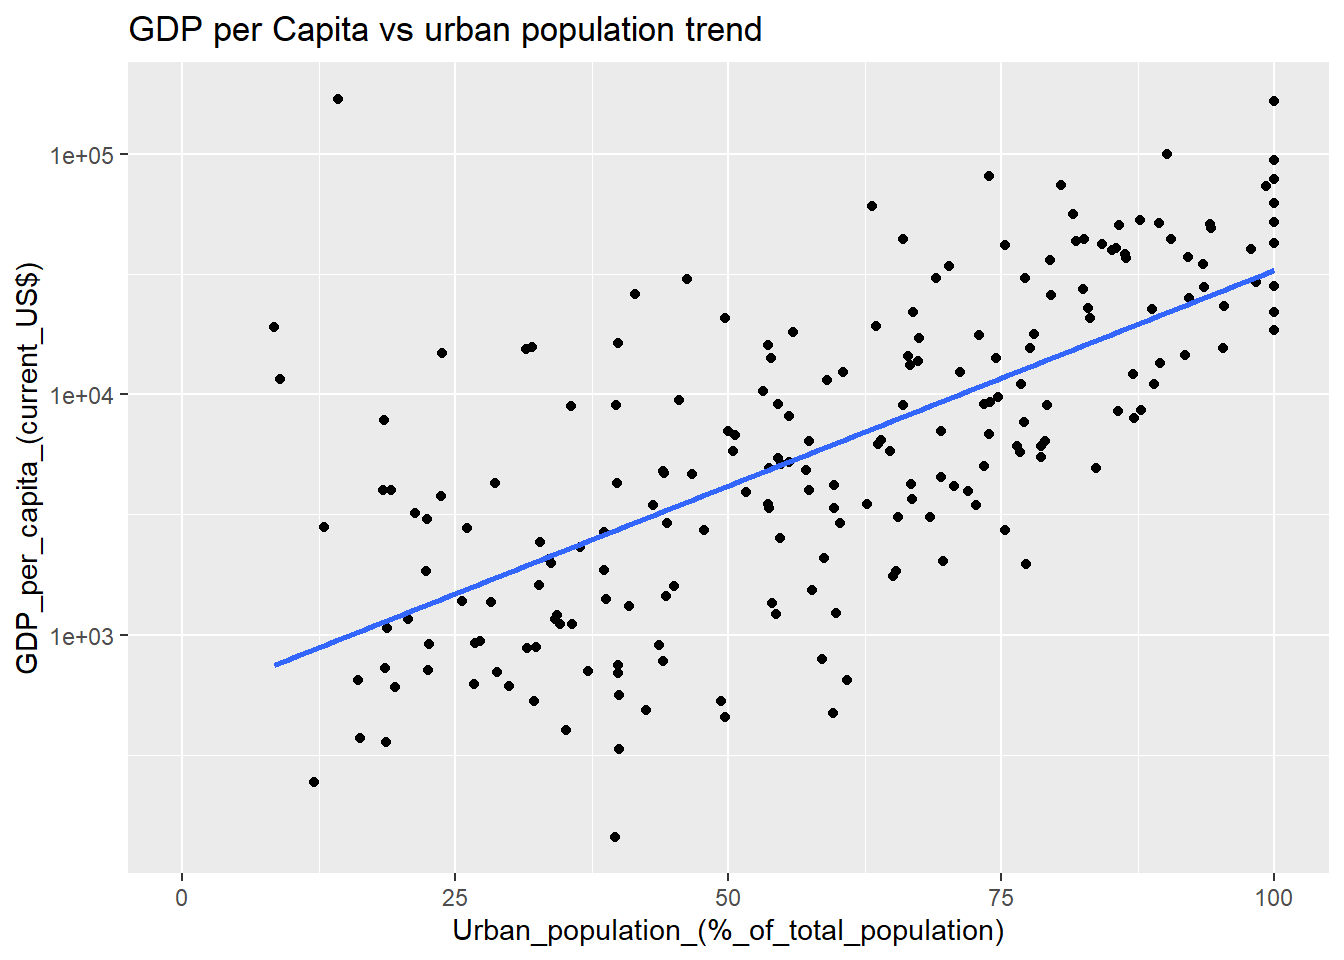 GDP per Capita vs urban population trend
GDP_per_capita_(current_US$)
1e+05
1e+04
1e+03
0 25 50 75 100
Urban_population_(%_of_total_population)